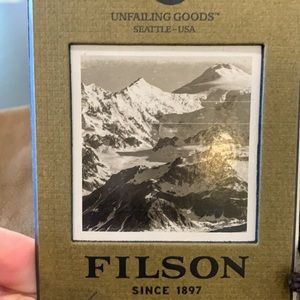 UNFAILING GOODS™
SEATTLE - USA
FILSON
SINCE 1897